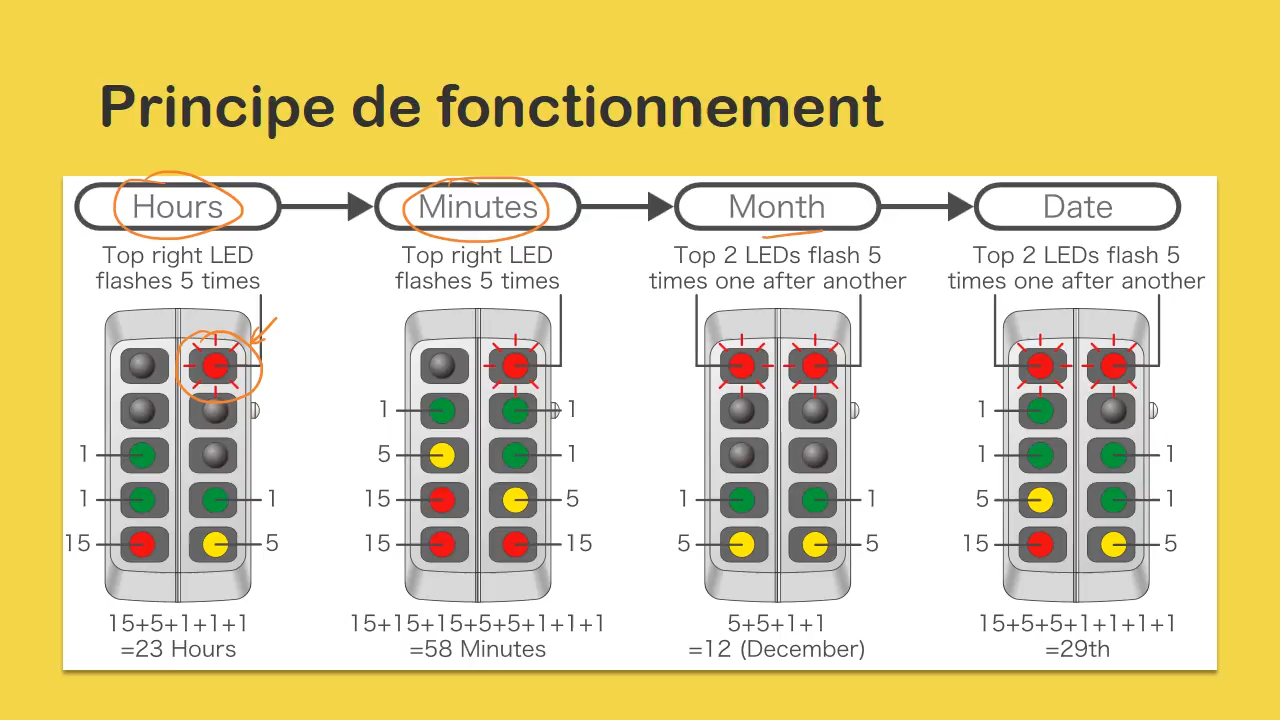 Principe de fonctionnement
Hours
Minutes
Month
Date
Top right LED
flashes 5 times
Top right LED
flashes 5 times
Top 2 LEDs flash 5
times one after another
Top 2 LEDs flash 5
times one after another
1
1 1
15 5
1 1
5 1
15 5
15 15
1 1
5 5
1
1 1
5 1
15 5
15+5+1+1+1
=23 Hours
15+15+15+5+5+1+1+1
=58 Minutes
5+5+1+1
=12 (December)
15+5+5+1+1+1+1
=29th